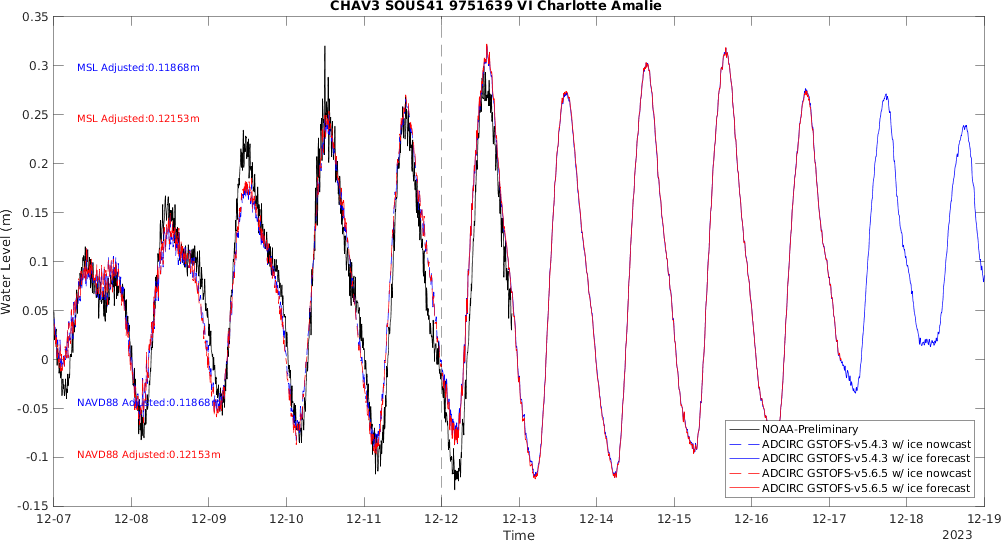 CHAV3 SOUS41 9751639 VI Charlotte Amalie
0.35
0.3
0.25
0.2
0.15
0.1
0.05
0
-0.05
-0.1
-0.15
Water Level (m)
MSL Adjusted:0.11868m
MSL Adjusted:0.12153m
NAVD88 Adjusted:0.11868m
NAVD88 Adjusted:0.12153m
NOAA-Preliminary
ADCIRC GSTOFS-v5.4.3 w/ ice nowcast
ADCIRC GSTOFS-v5.4.3 w/ ice forecast
ADCIRC GSTOFS-v5.6.5 w/ ice nowcast
ADCIRC GSTOFS-v5.6.5 w/ ice forecast
12-07 12-08 12-09 12-10 12-11 12-12 12-13 12-14 12-15 12-16 12-17 12-18 12-19
Time
2023